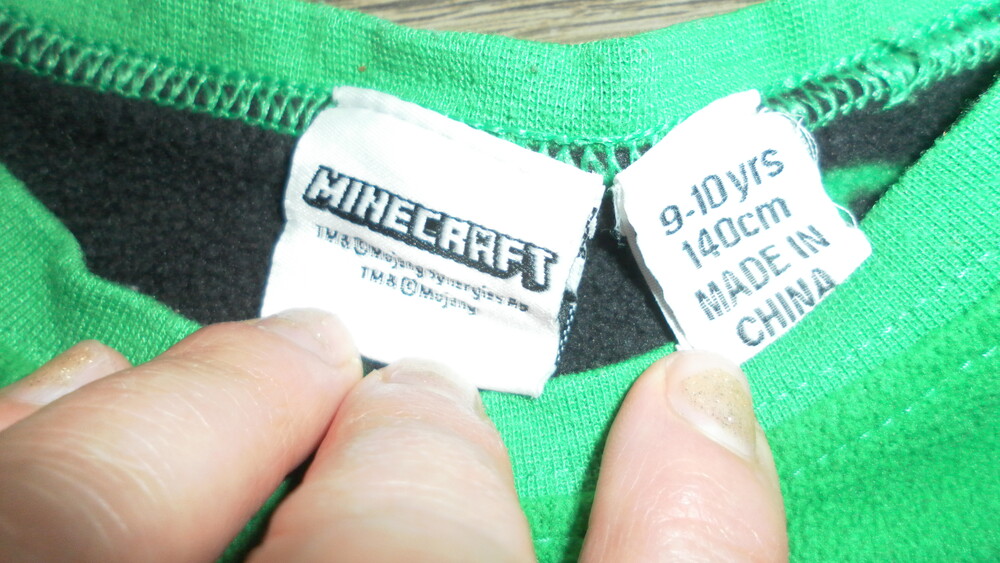 MINECRAFT
TM & © Mojang Synergies AB
TM & © Mojang
9-10 yrs
140cm
MADE IN
CHINA